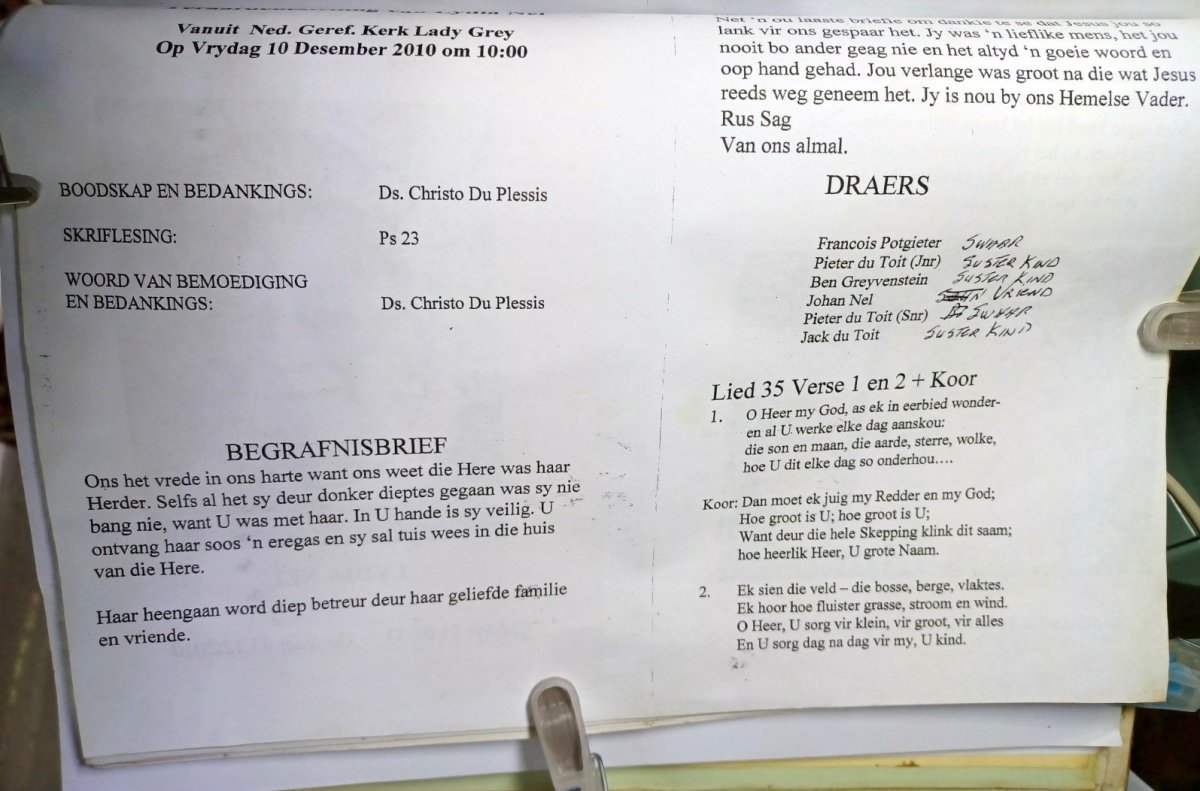 Vanuit Ned. Geref. Kerk Lady Grey
Op Vrydag 10 Desember 2010 om 10:00
BOODSKAP EN BEDANKINGS: Ds. Christo Du Plessis
SKRIFLESING: Ps 23
WOORD VAN BEMOEDIGING
EN BEDANKINGS: Ds. Christo Du Plessis
BEGRAFNISBRIEF
Ons het vrede in ons harte want ons weet die Here was haar
Herder. Selfs al het sy deur donker dieptes gegaan was sy nie
bang nie, want U was met haar. In U hande is sy veilig. U
ontvang haar soos ‘n eregas en sy sal tuis wees in die huis
van die Here.
Haar heengaan word diep betreur deur haar geliefde familie
en vriende.
Net ‘n ou laaste briefie om dankie te se dat Jesus jou so
lank vir ons gespaar het. Jy was ‘n lieflike mens, het jou
nooit bo ander geag nie en het altyd ‘n goeie woord en
oop hand gehad. Jou verlange was groot na die wat Jesus
reeds weg geneem het. Jy is nou by ons Hemelse Vader.
Rus Sag
Van ons almal.
DRAERS
Francois Potgieter SWAER
Pieter du Toit (Jnr) SUSTER KIND
Ben Greyvenstein SUSTER KIND
Johan Nel VRIEND
Pieter du Toit (Snr) SWAER
Jack du Toit SUSTER KIND
Lied 35 Verse 1 en 2 + Koor
1. O Heer my God, as ek in eerbied wonder-
en al U werke elke dag aanskou:
die son en maan, die aarde, sterre, wolke,
hoe U dit elke dag so onderhou....
Koor: Dan moet ek juig my Redder en my God;
Hoe groot is U; hoe groot is U;
Want deur die hele Skepping klink dit saam;
hoe heerlik Heer, U grote Naam.
2. Ek sien die veld – die bosse, berge, vlaktes.
Ek hoor hoe fluister grasse, stroom en wind.
O Heer, U sorg vir klein, vir groot, vir alles
En U sorg dag na dag vir my, U kind.